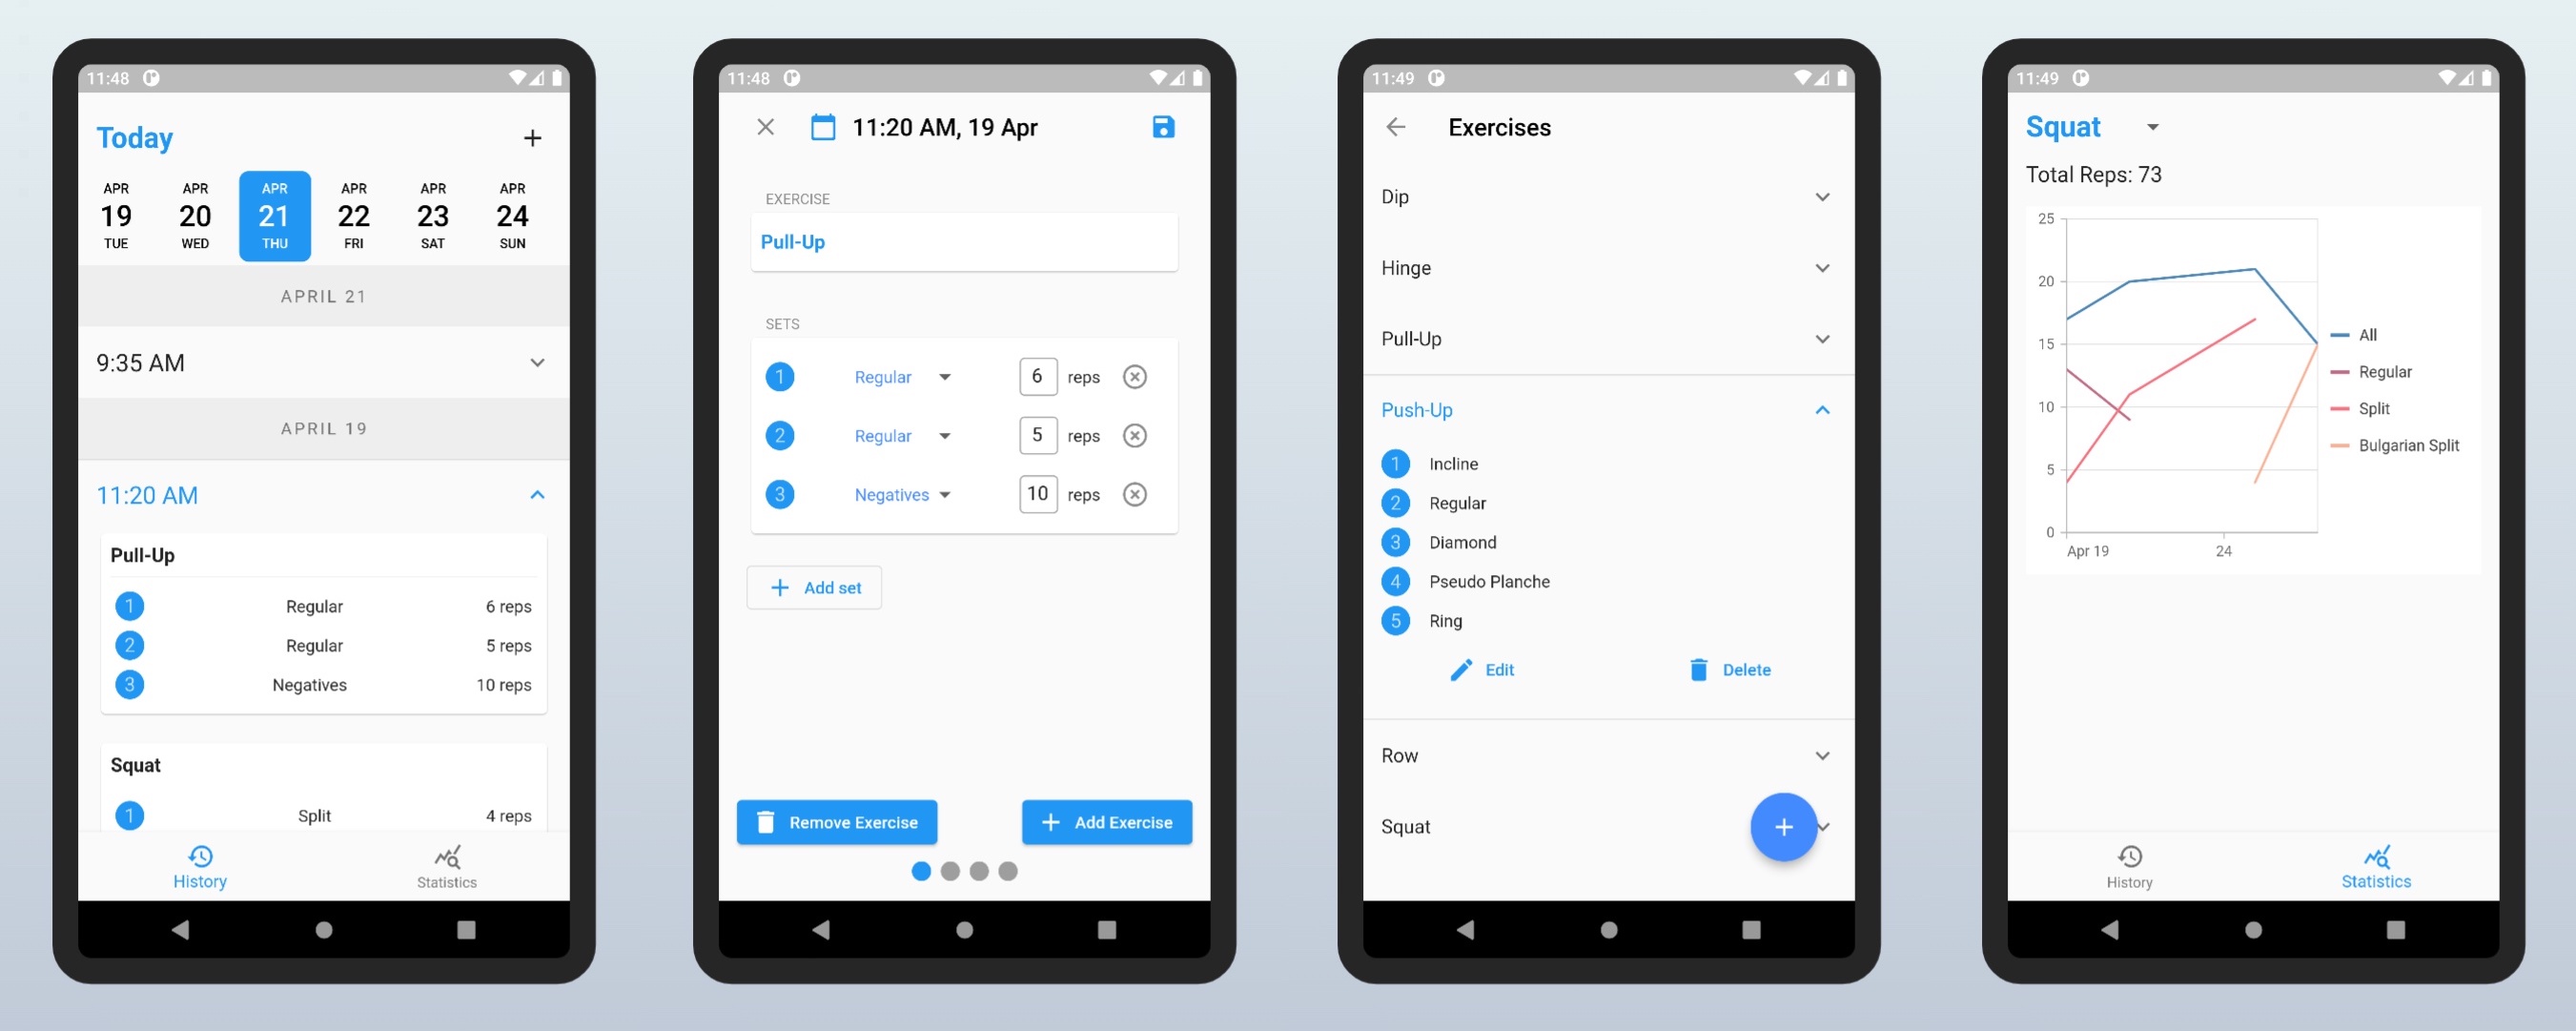 11:48
Today +
APR APR APR APR APR APR
19 20 21 22 23 24
TUE WED THU FRI SAT SUN
APRIL 21
9:35 AM
APRIL 19
11:20 AM
Pull-Up
1 Regular 6 reps
2 Regular 5 reps
3 Negatives 10 reps
Squat
1 Split 4 reps
History Statistics
11:48
11:20 AM, 19 Apr
EXERCISE
Pull-Up
SETS
1 Regular 6 reps
2 Regular 5 reps
3 Negatives 10 reps
+ Add set
Remove Exercise + Add Exercise
11:49
Exercises
Dip
Hinge
Pull-Up
Push-Up
1 Incline
2 Regular
3 Diamond
4 Pseudo Planche
5 Ring
Edit Delete
Row
Squat +
11:49
Squat
Total Reps: 73
25
20
15
10
5
0
Apr 19 24
All
Regular
Split
Bulgarian Split
History Statistics